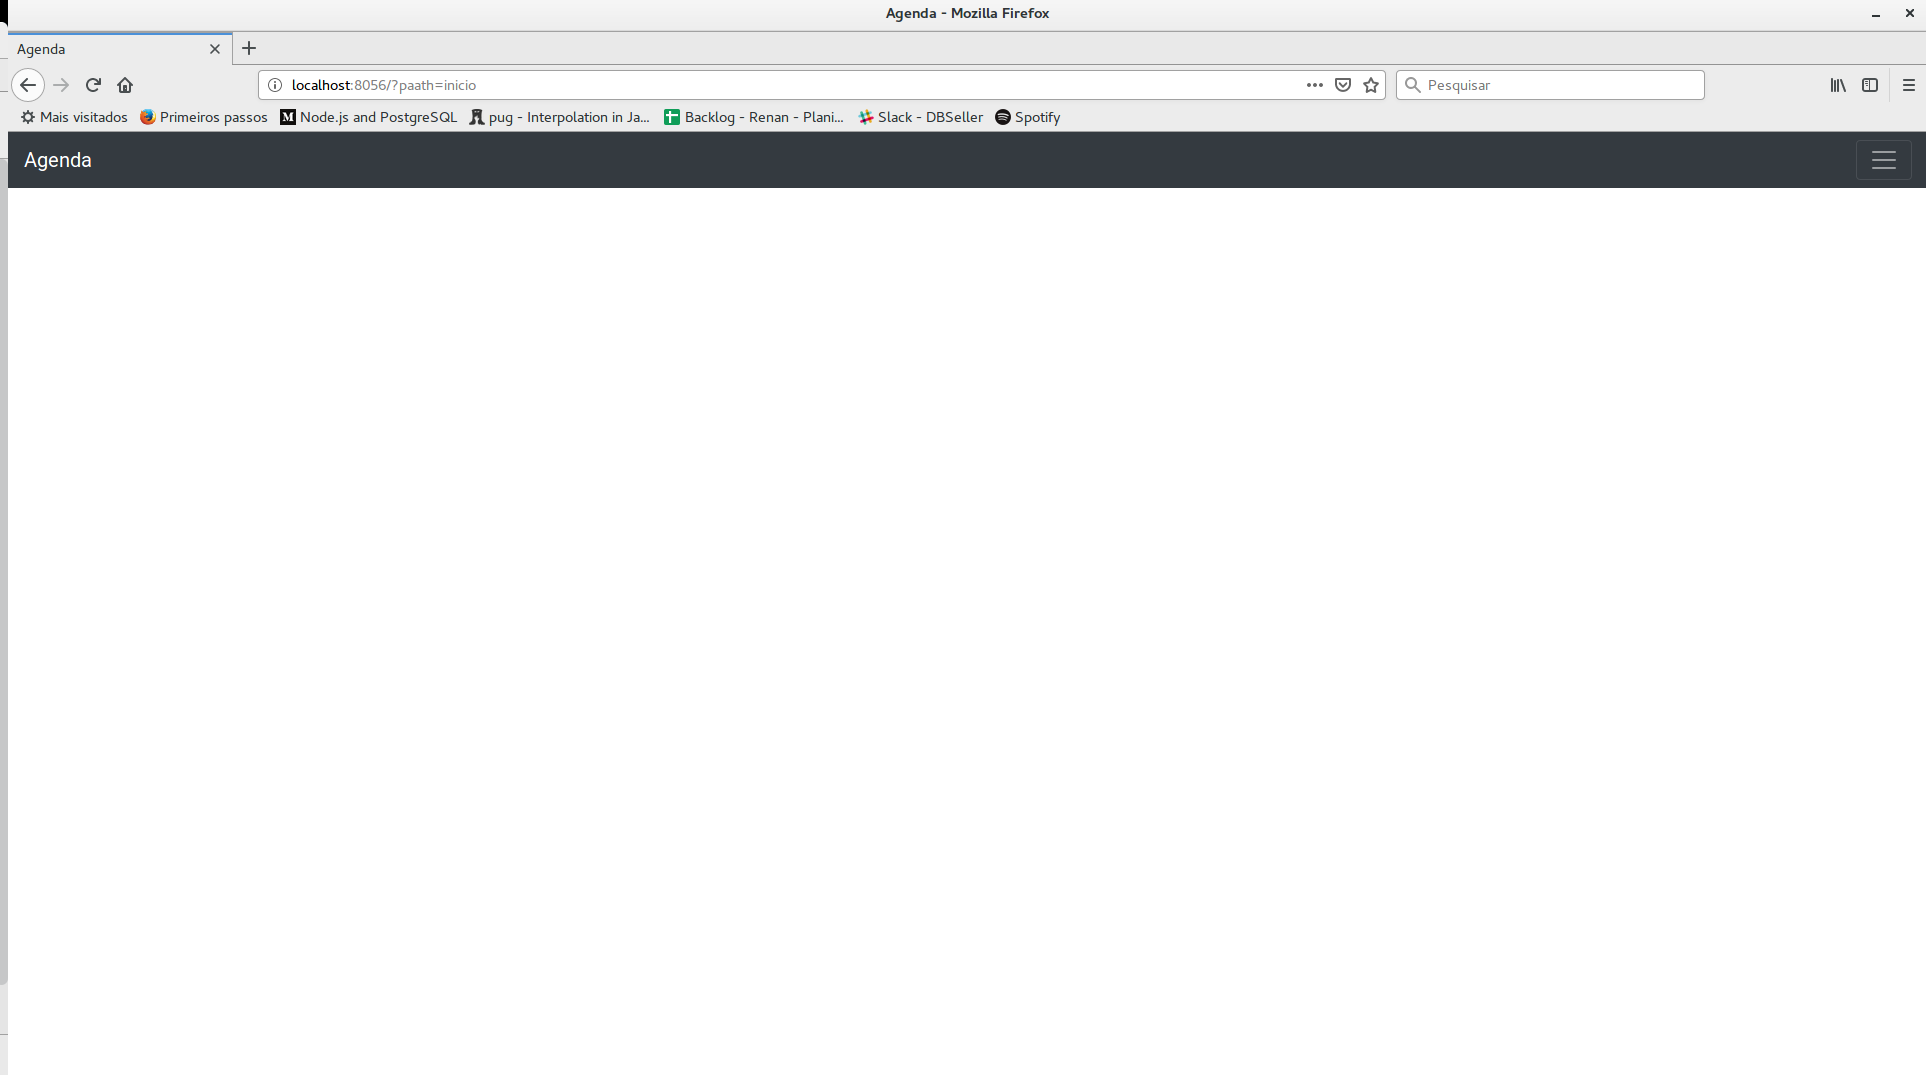 Agenda - Mozilla Firefox
Agenda
localhost:8056/?paath=inicio
Pesquisar
Mais visitados Primeiros passos Node.js and PostgreSQL pug - Interpolation in Ja... Backlog - Renan - Plani... Slack - DBSeller Spotify
Agenda